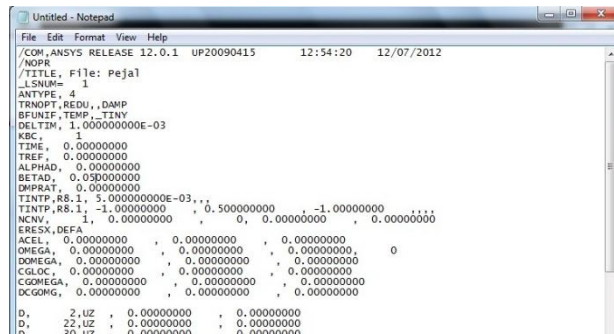 Untitled - Notepad
File Edit Format View Help
/COM,ANSYS RELEASE 12.0.1 UP20090415 12:54:20 12/07/2012
/NOPR
/TITLE, File: Pejal
_LSNUM= 1
ANTYPE, 4
TRNOPT,REDU,,DAMP
BFUNIF,TEMP,_TINY
DELTIM, 1.000000000E-03
KBC, 1
TIME, 0.00000000
TREF, 0.00000000
ALPHAD, 0.00000000
BETAD, 0.05000000
DMPRAT, 0.00000000
TINTP,R8.1, 5.000000000E-03,,,
TINTP,R8.1, -1.00000000 , 0.500000000 , -1.00000000 ,,,,
NCNV, 1, 0.00000000 , 0, 0.00000000 , 0.00000000
ERESX,DEFA
ACEL, 0.00000000 , 0.00000000 , 0.00000000
OMEGA, 0.00000000 , 0.00000000 , 0.00000000, 0
DOMEGA, 0.00000000 , 0.00000000 , 0.00000000
CGLOC, 0.00000000 , 0.00000000 , 0.00000000
CGOMEGA, 0.00000000 , 0.00000000 , 0.00000000
DCGOMG, 0.00000000 , 0.00000000 , 0.00000000
D, 2,UZ , 0.00000000 , 0.00000000
D, 22,UZ , 0.00000000 , 0.00000000